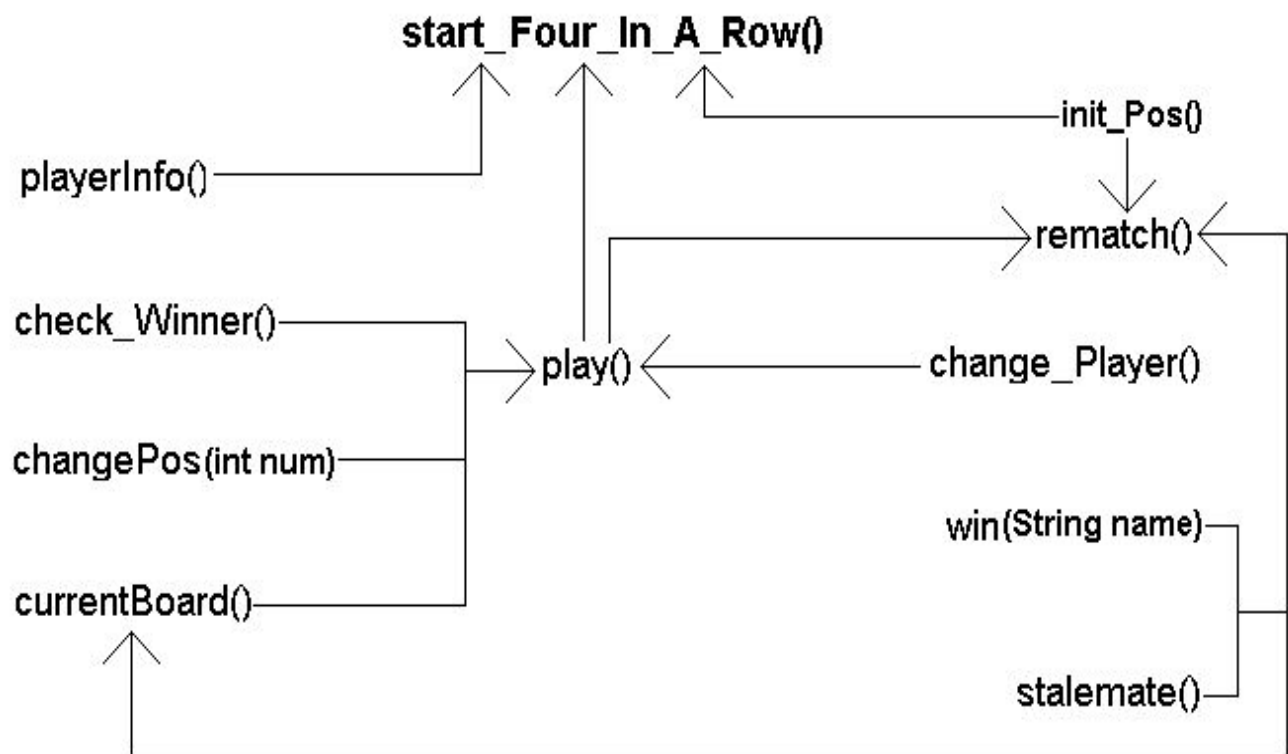 start_Four_In_A_Row()
init_Pos()
playerInfo()
rematch()
check_Winner()
play()
change_Player()
changePos(int num)
win(String name)
currentBoard()
stalemate()